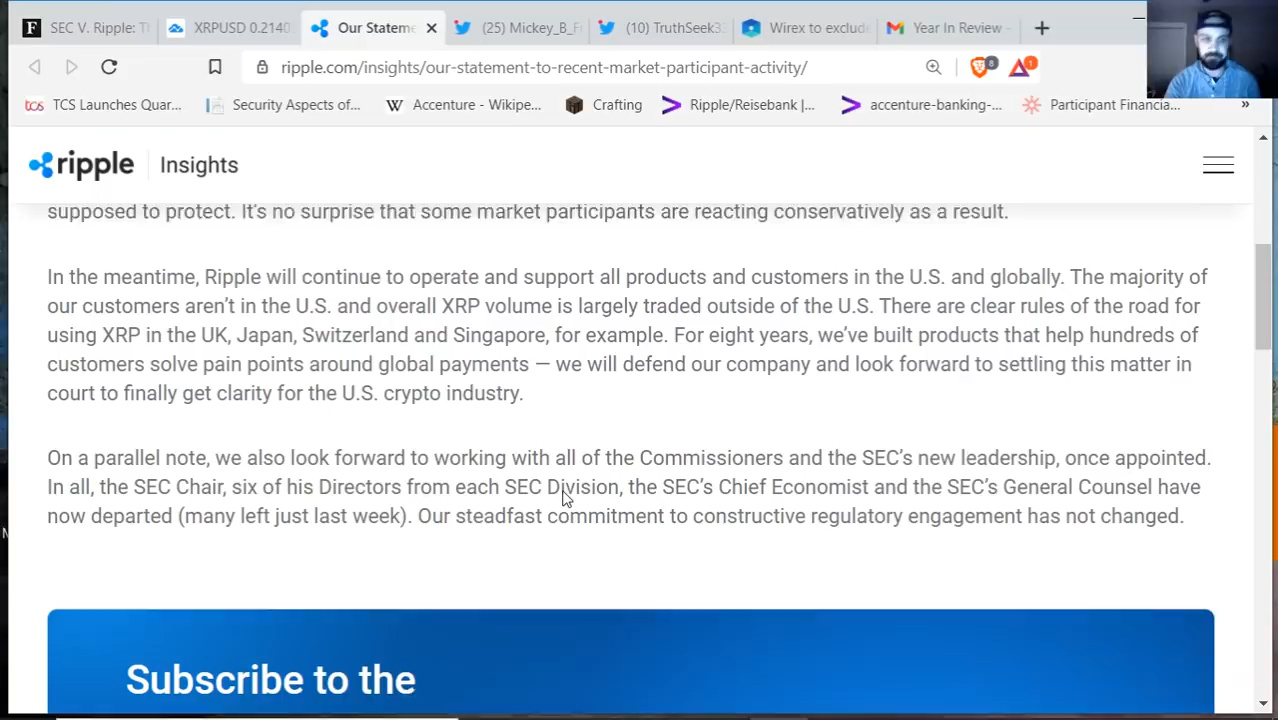 SEC V. Ripple: Th
XRPUSD 0.2140
Our Stateme
(25) Mickey_B_Fr
(10) TruthSeek33
Wirex to exclude
Year In Review -
ripple.com/insights/our-statement-to-recent-market-participant-activity/
8
1
tcs TCS Launches Quar...
Security Aspects of...
W Accenture - Wikipe...
Crafting
Ripple/Reisebank |...
accenture-banking-...
Participant Financia...
»
ripple Insights
supposed to protect. It's no surprise that some market participants are reacting conservatively as a result.
In the meantime, Ripple will continue to operate and support all products and customers in the U.S. and globally. The majority of
our customers aren't in the U.S. and overall XRP volume is largely traded outside of the U.S. There are clear rules of the road for
using XRP in the UK, Japan, Switzerland and Singapore, for example. For eight years, we've built products that help hundreds of
customers solve pain points around global payments — we will defend our company and look forward to settling this matter in
court to finally get clarity for the U.S. crypto industry.
On a parallel note, we also look forward to working with all of the Commissioners and the SEC's new leadership, once appointed.
In all, the SEC Chair, six of his Directors from each SEC Division, the SEC's Chief Economist and the SEC's General Counsel have
now departed (many left just last week). Our steadfast commitment to constructive regulatory engagement has not changed.
Subscribe to the